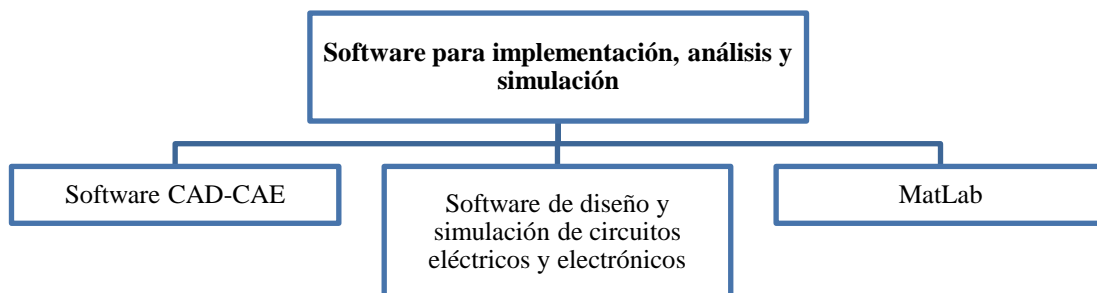 Software para implementación, análisis y
simulación
Software CAD-CAE
Software de diseño y
simulación de circuitos
eléctricos y electrónicos
MatLab